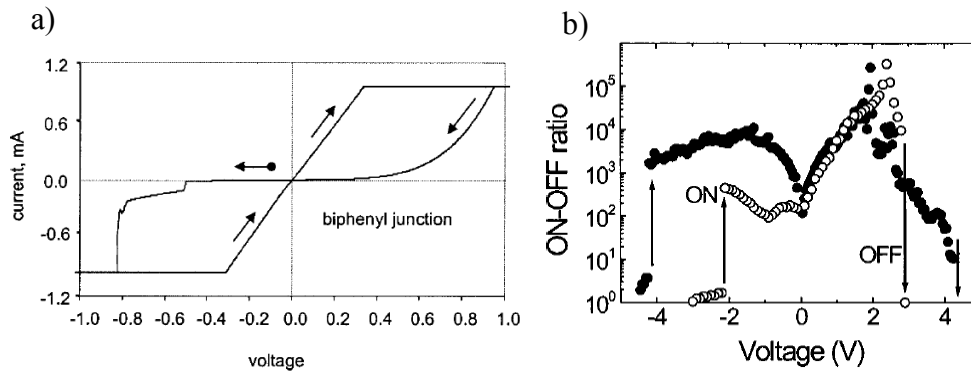 a)
current, mA
1.2
0.6
0.0
-0.6
-1.2
biphenyl junction
-1.0 -0.8 -0.6 -0.4 -0.2 0.0 0.2 0.4 0.6 0.8 1.0
voltage
b)
ON-OFF ratio
10⁵
10⁴
10³
10²
10¹
10⁰
ON
OFF
-4 -2 0 2 4
Voltage (V)